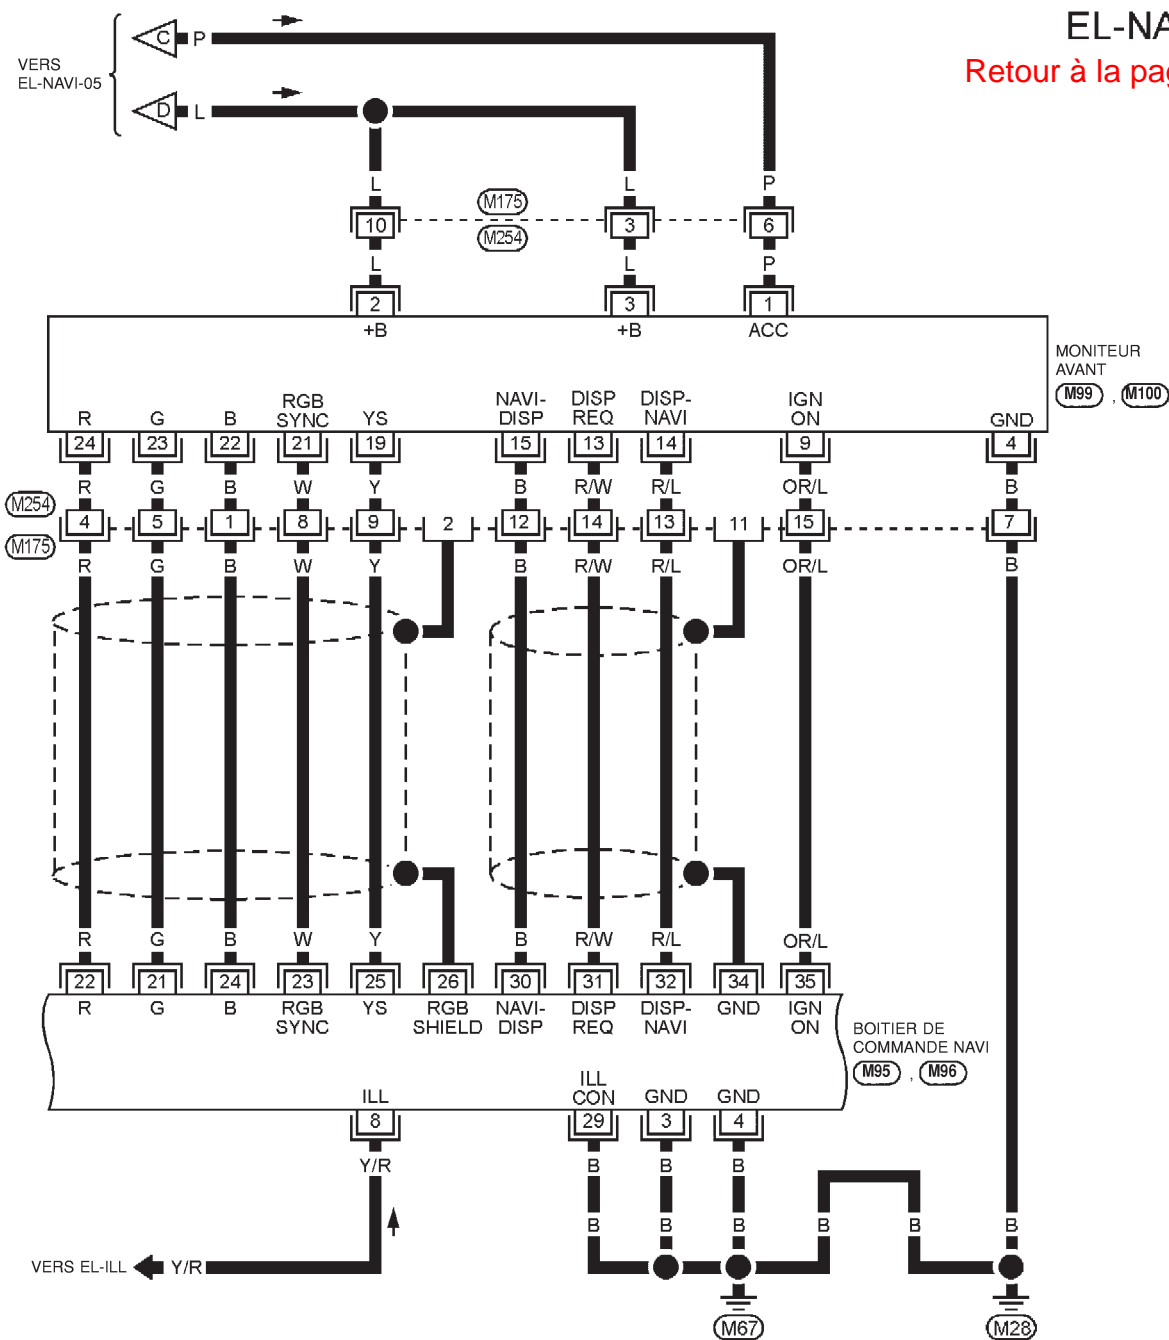 EL-NA
Retour à la pag
VERS
EL-NAVI-05
C P
D L
L L P
M175
10 3 6
M254
L L P
2 3 1
+B +B ACC
MONITEUR
AVANT
M99 , M100
R G B RGB SYNC YS NAVI-DISP DISP REQ DISP-NAVI IGN ON GND
24 23 22 21 19 15 13 14 9 4
R G B W Y B R/W R/L OR/L B
M254
4 5 1 8 9 2 12 14 13 11 15 7
M175
R G B W Y B R/W R/L OR/L B
R G B W Y B R/W R/L OR/L
22 21 24 23 25 26 30 31 32 34 35
R G B RGB SYNC YS RGB SHIELD NAVI-DISP DISP REQ DISP-NAVI GND IGN ON
BOITIER DE
COMMANDE NAVI
M95 , M96
ILL ILL CON GND GND
8 29 3 4
Y/R B B B
B B B B B B
VERS EL-ILL Y/R
M67 M28